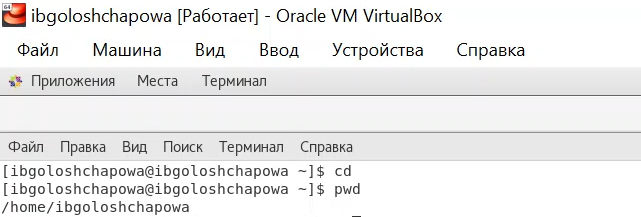 64
ibgoloshchapowa [Работает] - Oracle VM VirtualBox
Файл Машина Вид Ввод Устройства Справка
Приложения Места Терминал
Файл Правка Вид Поиск Терминал Справка
[ibgoloshchapowa@ibgoloshchapowa ~]$ cd
[ibgoloshchapowa@ibgoloshchapowa ~]$ pwd
/home/ibgoloshchapowa